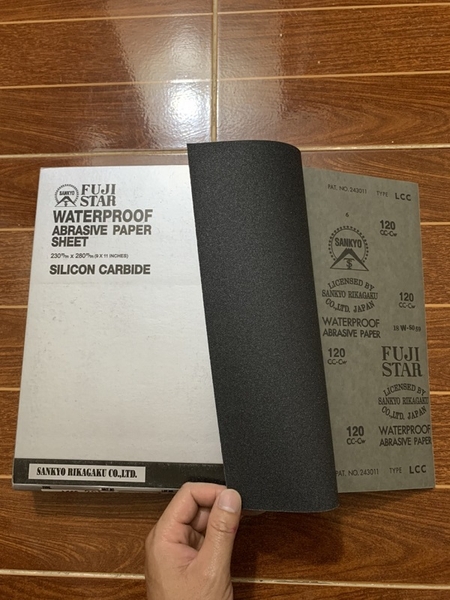 SANKYO
FUJI
STAR
WATERPROOF
ABRASIVE PAPER
SHEET
230m/m x 280m/m (9 X 11 INCHES)
SILICON CARBIDE
SANKYO RIKAGAKU CO.,LTD.
PAT. NO. 243011 TYPE LCC
120
CC-Cw
SANKYO
LICENSED BY
SANKYO RIKAGAKU
CO., LTD. JAPAN
120
CC-Cw
WATERPROOF
ABRASIVE PAPER
120
CC-Cw
FUJI
STAR
LICENSED BY
SANKYO RIKAGAKU
CO., LTD. JAPAN
120
CC-Cw
WATERPROOF
ABRASIVE PAPER
PAT. NO. 243011 TYPE LCC